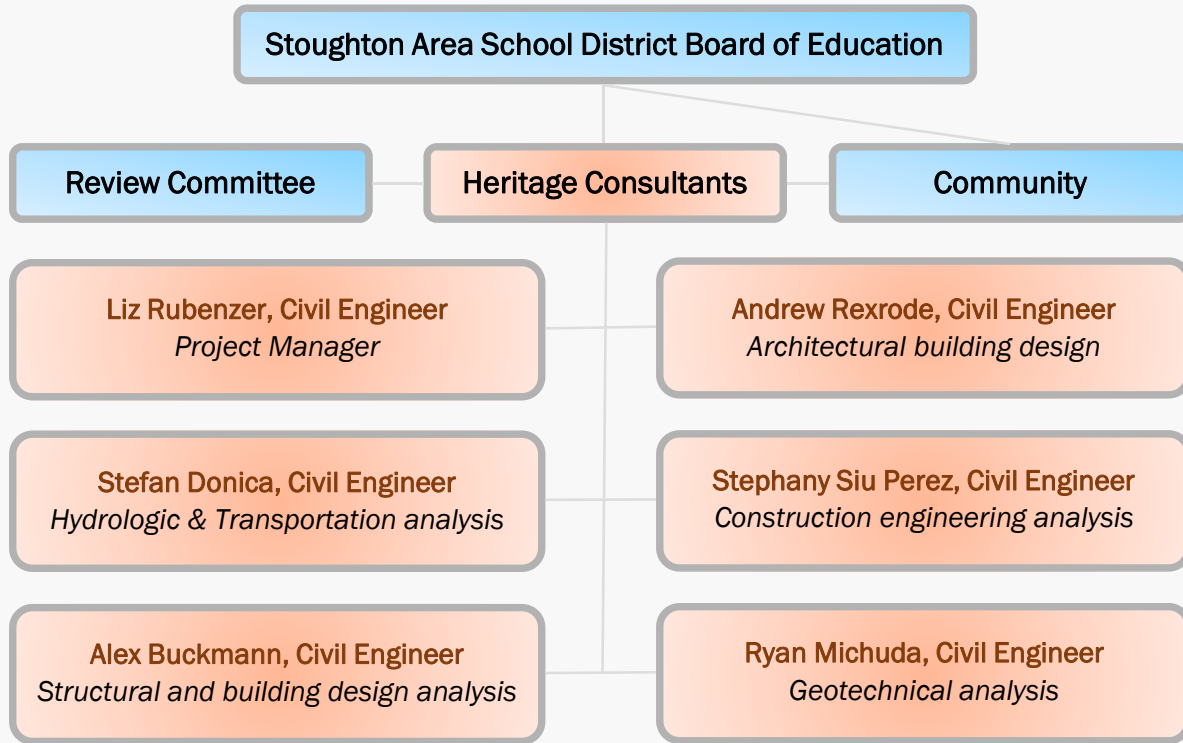 Stoughton Area School District Board of Education
Review Committee
Heritage Consultants
Community
Liz Rubenzer, Civil Engineer
Project Manager
Andrew Rexrode, Civil Engineer
Architectural building design
Stefan Donica, Civil Engineer
Hydrologic & Transportation analysis
Stephany Siu Perez, Civil Engineer
Construction engineering analysis
Alex Buckmann, Civil Engineer
Structural and building design analysis
Ryan Michuda, Civil Engineer
Geotechnical analysis